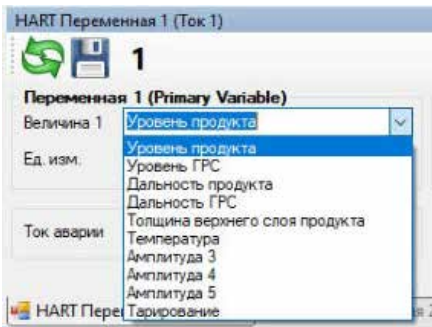 HART Переменная 1 (Ток 1)
1
Переменная 1 (Primary Variable)
Величина 1 Уровень продукта
Ед. изм.
Уровень продукта
Уровень ГРС
Дальность продукта
Дальность ГРС
Толщина верхнего слоя продукта
Ток аварии
Температура
Амплитуда 3
Амплитуда 4
Амплитуда 5
Тарирование
HART